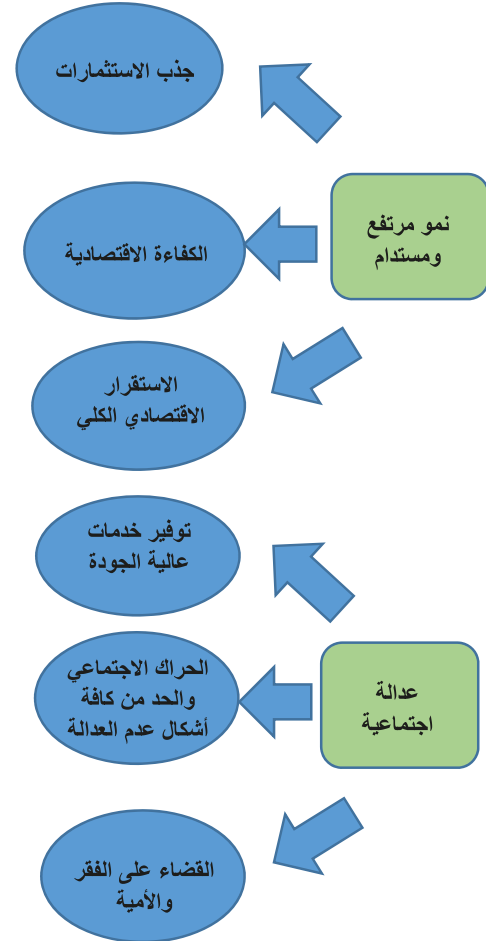 جذب الاستثمارات
نمو مرتفع
ومستدام
الكفاءة الاقتصادية
الاستقرار
الاقتصادي الكلي
توفير خدمات
عالية الجودة
عدالة
اجتماعية
الحراك الاجتماعي
والحد من كافة
أشكال عدم العدالة
القضاء على الفقر
والأمية